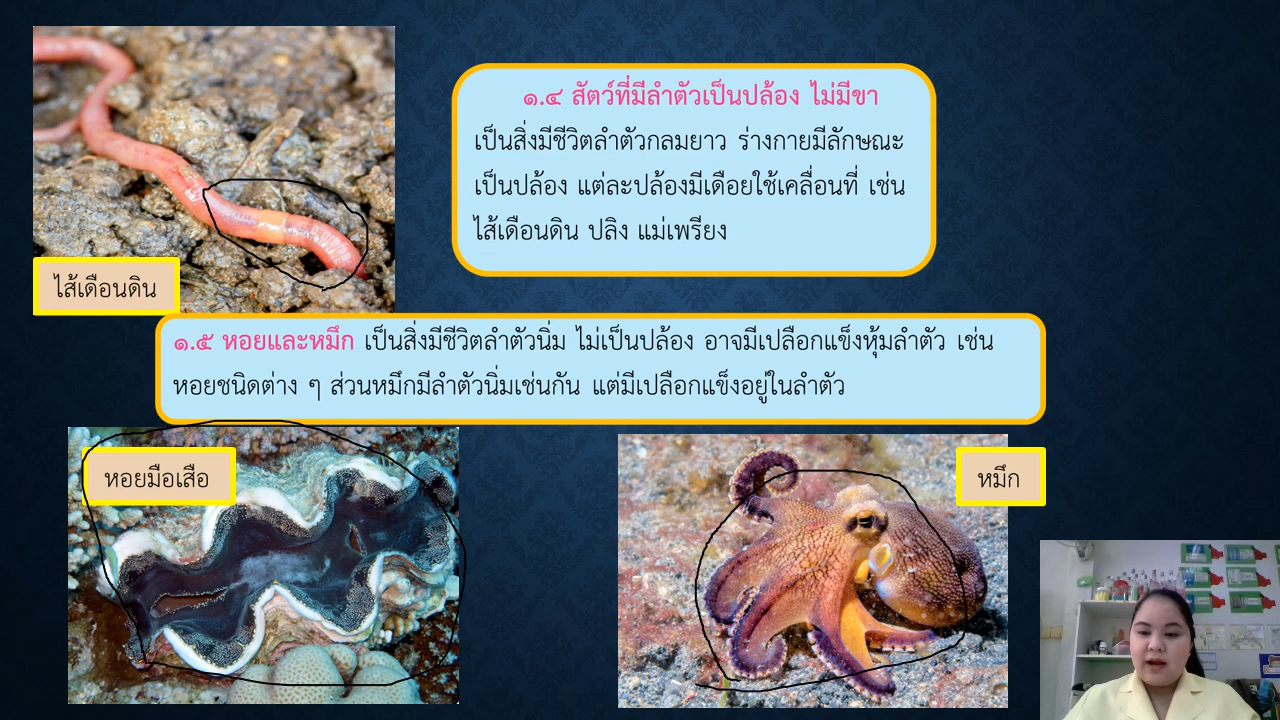 ๑.๔ สัตว์ที่มีลำตัวเป็นปล้อง ไม่มีขา
เป็นสิ่งมีชีวิตลำตัวกลมยาว ร่างกายมีลักษณะ
เป็นปล้อง แต่ละปล้องมีเดือยใช้เคลื่อนที่ เช่น
ไส้เดือนดิน ปลิง แม่เพรียง
ไส้เดือนดิน
๑.๕ หอยและหมึก เป็นสิ่งมีชีวิตลำตัวนิ่ม ไม่เป็นปล้อง อาจมีเปลือกแข็งหุ้มลำตัว เช่น
หอยชนิดต่าง ๆ ส่วนหมึกมีลำตัวนิ่มเช่นกัน แต่มีเปลือกแข็งอยู่ในลำตัว
หอยมือเสือ
หมึก